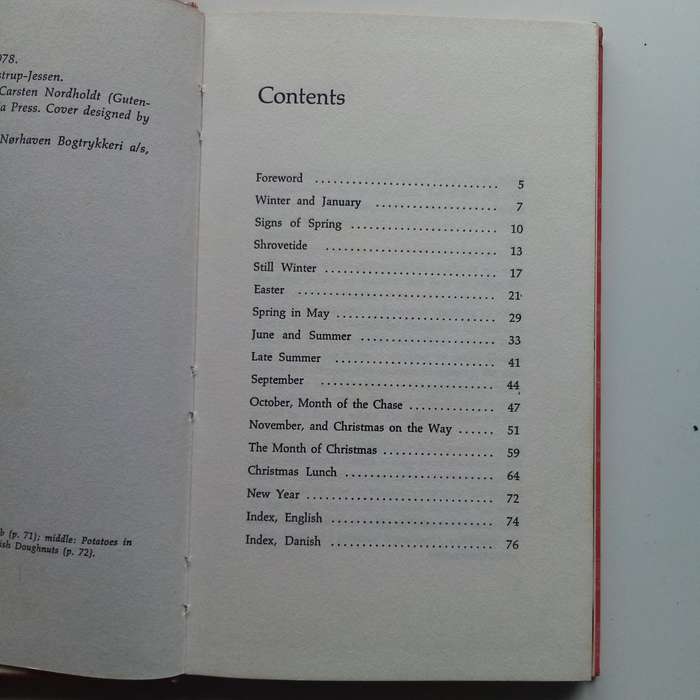 978.
strup-Jessen.
Carsten Nordholdt (Guten-
a Press. Cover designed by
Nørhaven Bogtrykkeri a/s,
b (p. 71); middle: Potatoes in
ish Doughnuts (p. 72).
Contents
Foreword .............................. 5
Winter and January .................... 7
Signs of Spring ........................ 10
Shrovetide ............................ 13
Still Winter ............................ 17
Easter ................................ 21
Spring in May .......................... 29
June and Summer ...................... 33
Late Summer .......................... 41
September ............................ 44
October, Month of the Chase .............. 47
November, and Christmas on the Way ...... 51
The Month of Christmas .................. 59
Christmas Lunch ........................ 64
New Year .............................. 72
Index, English .......................... 74
Index, Danish .......................... 76